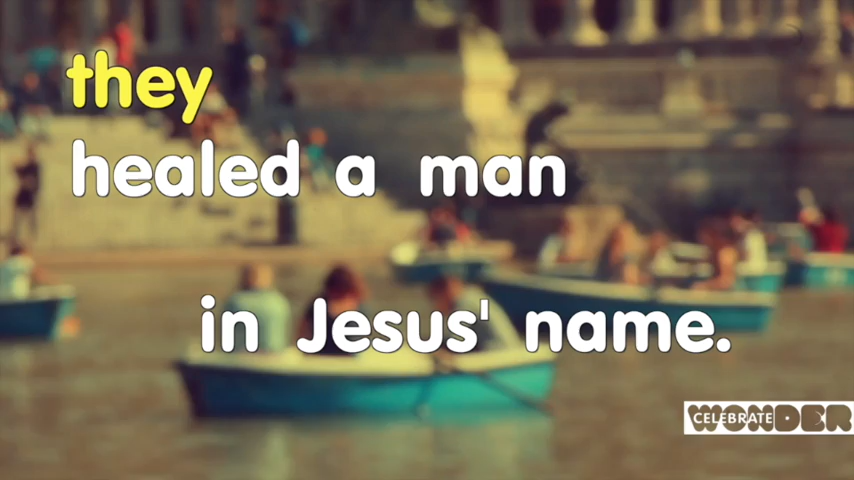 they
healed a man
in Jesus' name.
CELEBRATE
WONDER